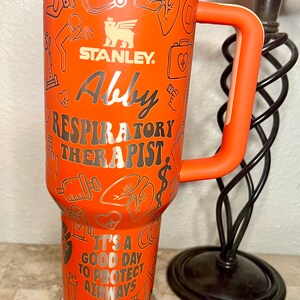 STANLEY.
Abby
RESPIRATORY
THERAPIST
IT'S A
GOOD DAY
TO PROTECT
AIRWAYS